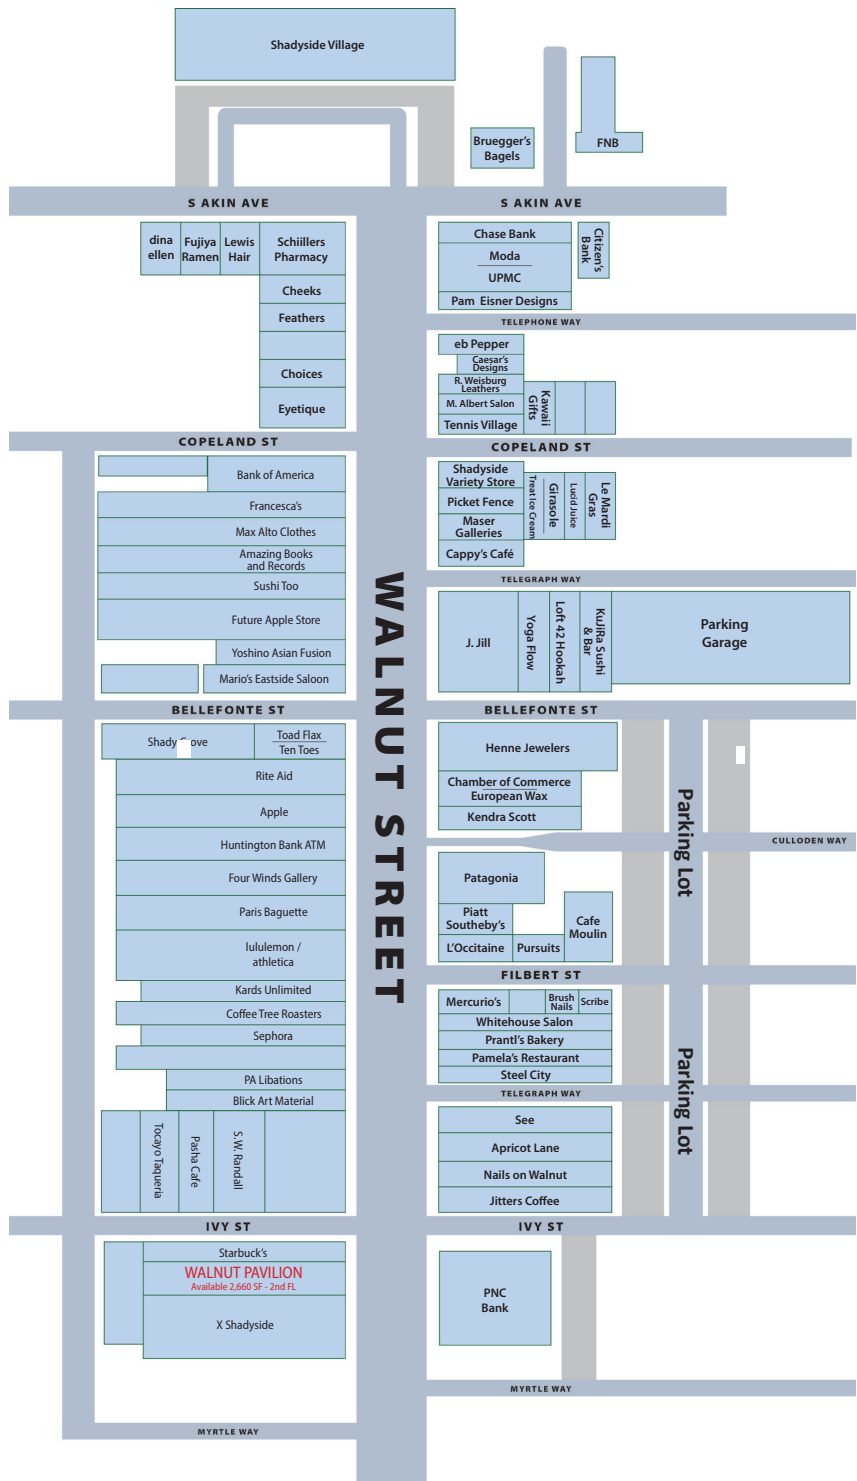 Shadyside Village
Bruegger's
Bagels
FNB
S AKIN AVE
S AKIN AVE
dina
ellen
Fujiya
Ramen
Lewis
Hair
Schiillers
Pharmacy
Cheeks
Feathers
Choices
Eyetique
Chase Bank
Moda
UPMC
Pam Eisner Designs
Citizen's
Bank
TELEPHONE WAY
eb Pepper
Caesar's
Designs
R. Weisburg
Leathers
M. Albert Salon
Tennis Village
Kawaii
Gifts
COPELAND ST
COPELAND ST
Bank of America
Francesca's
Max Alto Clothes
Amazing Books
and Records
Sushi Too
Future Apple Store
Yoshino Asian Fusion
Mario's Eastside Saloon
Shadyside
Variety Store
Picket Fence
Maser
Galleries
Cappy's Café
Treat Ice Cream
Girasole
Lucid Juice
Le Mardi
Gras
TELEGRAPH WAY
J. Jill
Yoga Flow
Loft 42 Hookah
KuJiRa Sushi
& Bar
Parking
Garage
WALNUT STREET
BELLEFONTE ST
BELLEFONTE ST
Toad Flax
Ten Toes
Rite Aid
Apple
Huntington Bank ATM
Four Winds Gallery
Paris Baguette
lululemon /
athletica
Kards Unlimited
Coffee Tree Roasters
Sephora
PA Libations
Blick Art Material
Tocayo Taqueria
Pasha Cafe
S.W. Randall
Henne Jewelers
Chamber of Commerce
European Wax
Kendra Scott
Parking Lot
CULLODEN WAY
Patagonia
Piatt
Southeby's
L'Occitaine
Pursuits
Cafe
Moulin
FILBERT ST
Mercurio's
Brush
Nails
Scribe
Whitehouse Salon
Prantl's Bakery
Pamela's Restaurant
Steel City
Parking Lot
TELEGRAPH WAY
See
Apricot Lane
Nails on Walnut
Jitters Coffee
IVY ST
IVY ST
Starbuck's
WALNUT PAVILION
Available 2,660 SF - 2nd FL
X Shadyside
PNC
Bank
MYRTLE WAY
MYRTLE WAY